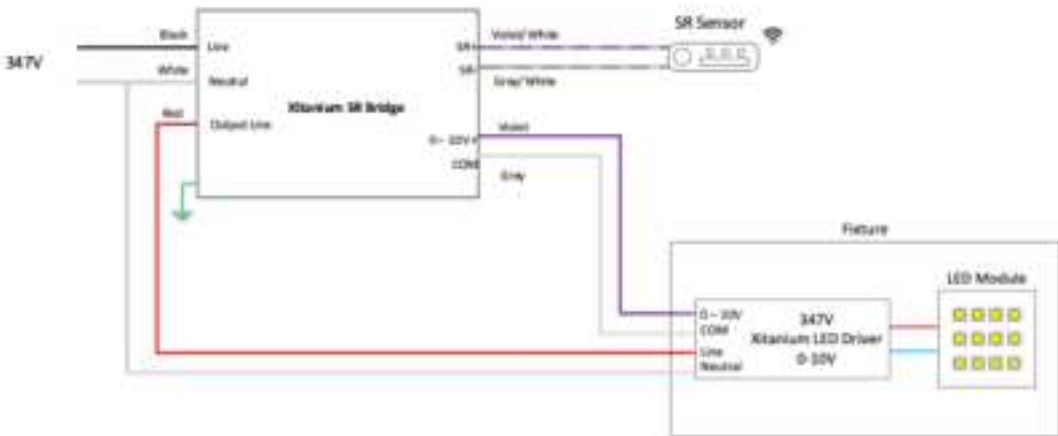 347V
Black
White
Red
Line
Neutral
Output Line
Xitanium SR Bridge
SR+
SR-
0 – 10V+
COM
Violet/White
Gray/White
Violet
Gray
SR Sensor
Fixture
LED Module
0 – 10V
COM
Line
Neutral
347V
Xitanium LED Driver
0-10V